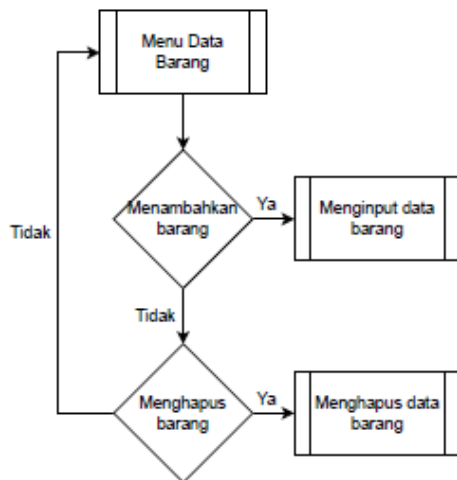 Menu Data
Barang
Menambahkan
barang
Ya
Menginput data
barang
Tidak
Tidak
Menghapus
barang
Ya
Menghapus data
barang